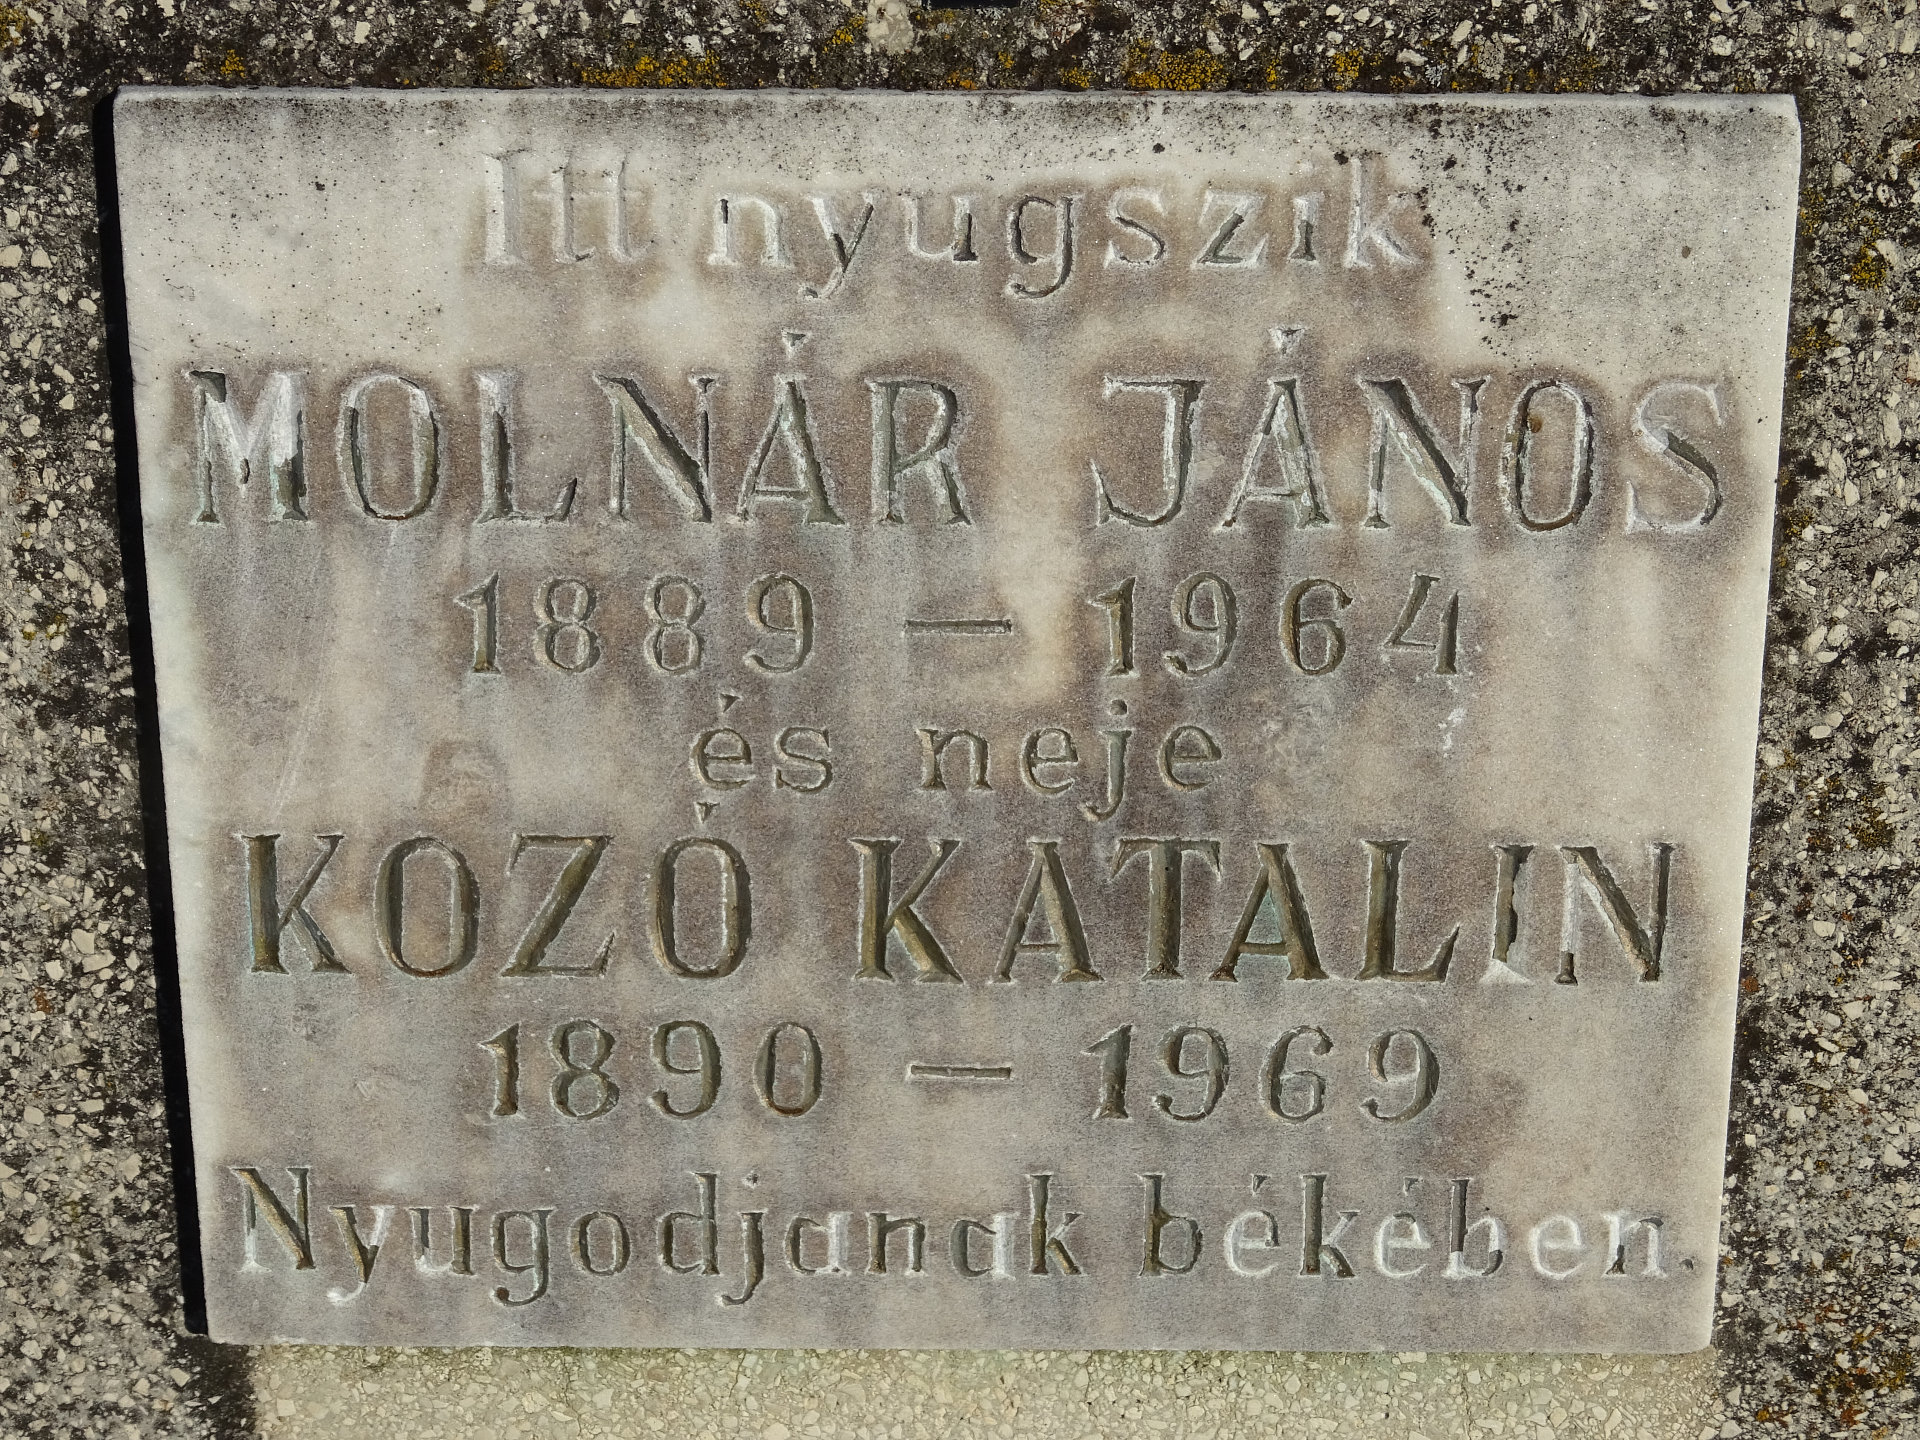 Itt nyugszik
MOLNÁR JÁNOS
1889 — 1964
és neje
KOZÓ KATALIN
1890 — 1969
Nyugodjanak békében.